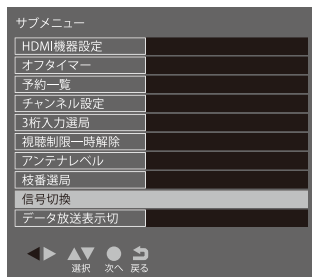 サブメニュー
HDMI機器設定
オフタイマー
予約一覧
チャンネル設定
3桁入力選局
視聴制限一時解除
アンテナレベル
枝番選局
信号切換
データ放送表示切
選択 次へ 戻る